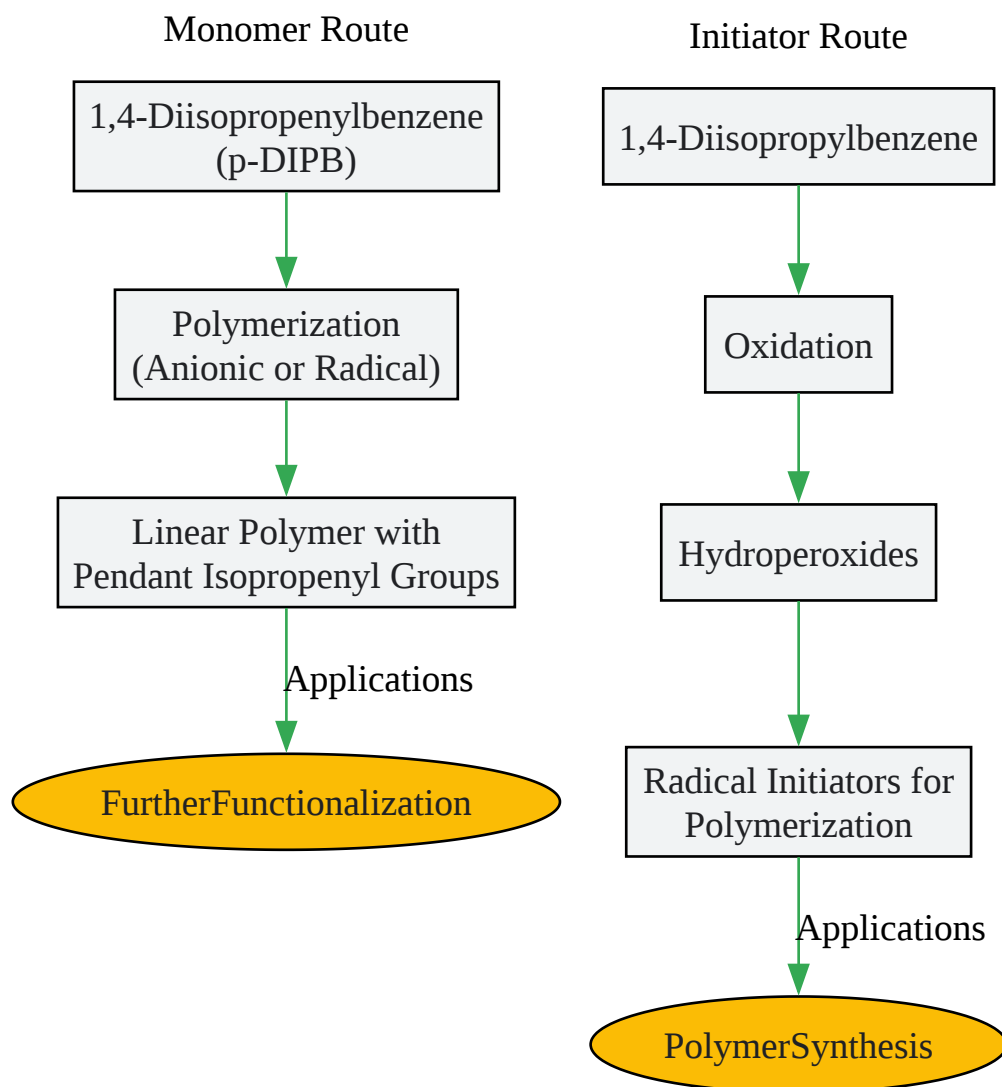 Monomer Route
1,4-Diisopropenylbenzene
(p-DIPB)
Polymerization
(Anionic or Radical)
Linear Polymer with
Pendant Isopropenyl Groups
Applications
FurtherFunctionalization
Initiator Route
1,4-Diisopropylbenzene
Oxidation
Hydroperoxides
Radical Initiators for
Polymerization
Applications
PolymerSynthesis